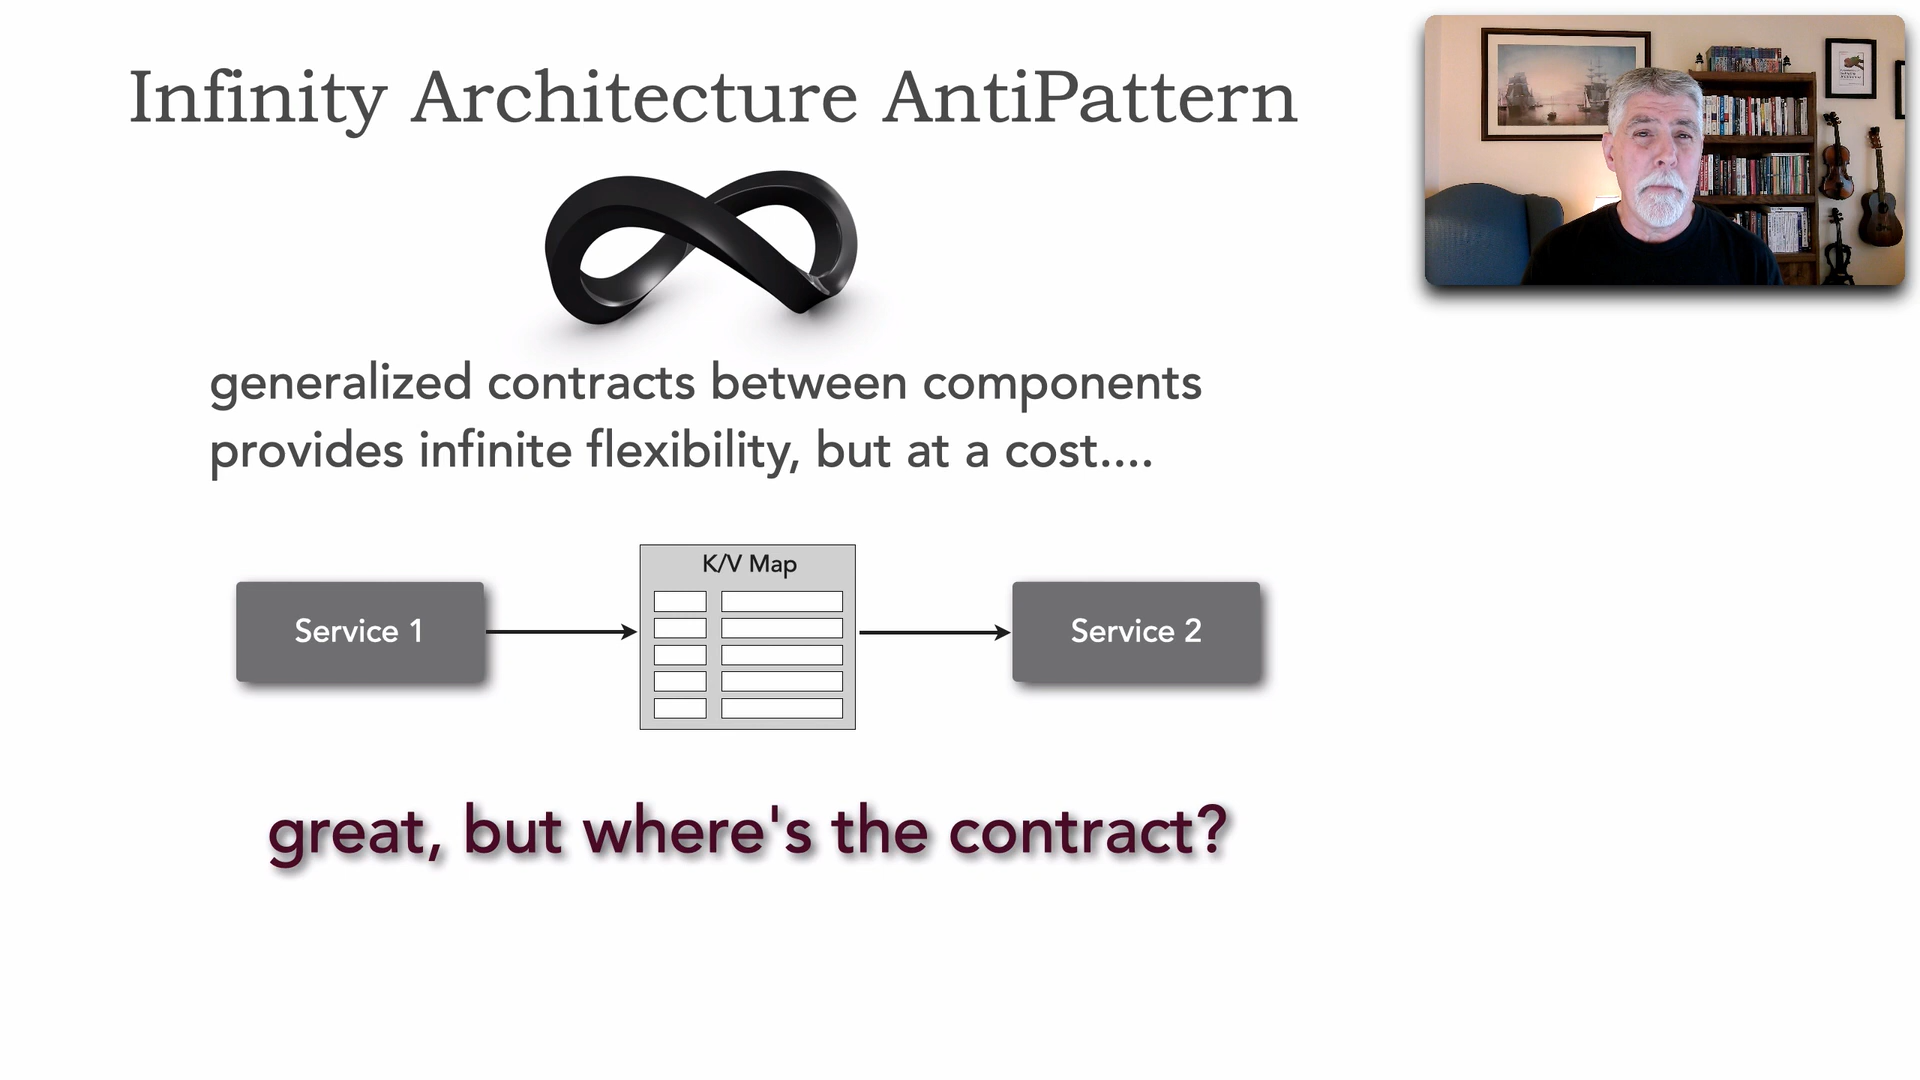 Infinity Architecture AntiPattern
generalized contracts between components
provides infinite flexibility, but at a cost....
K/V Map
Service 1
Service 2
great, but where's the contract?